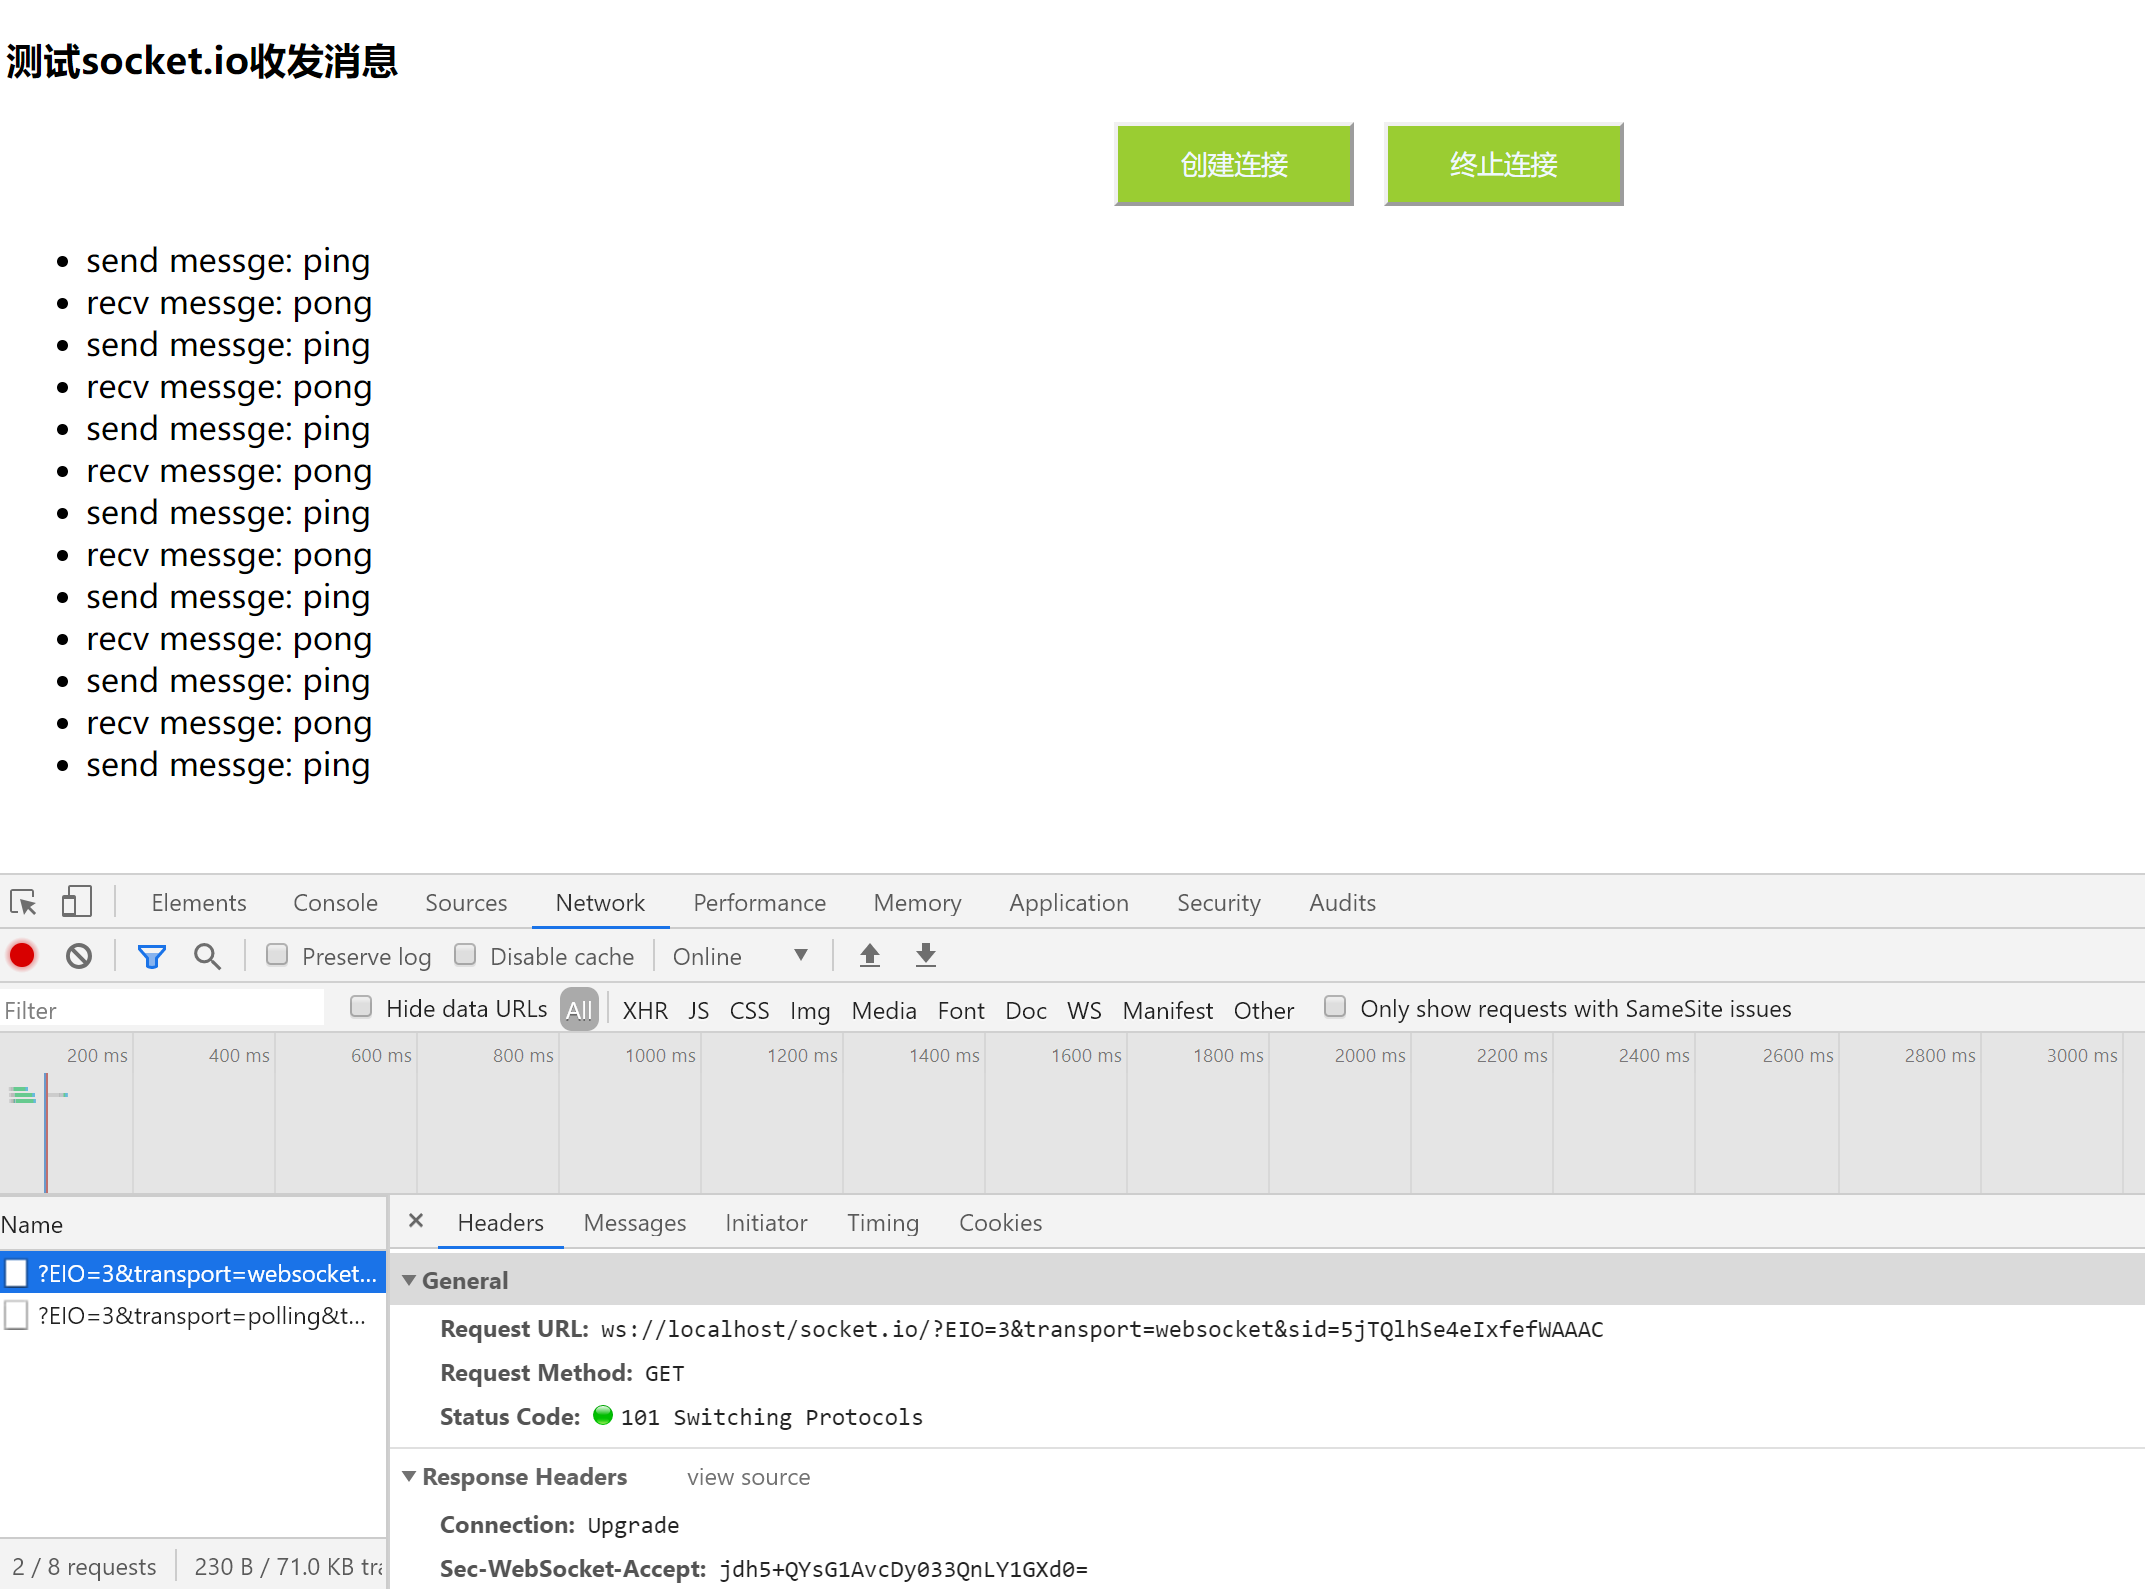 测试socket.io收发消息
创建连接 终止连接
send messge: ping
recv messge: pong
send messge: ping
recv messge: pong
send messge: ping
recv messge: pong
send messge: ping
recv messge: pong
send messge: ping
recv messge: pong
send messge: ping
recv messge: pong
send messge: ping
Elements Console Sources Network Performance Memory Application Security Audits
Preserve log Disable cache Online
Filter Hide data URLs All XHR JS CSS Img Media Font Doc WS Manifest Other Only show requests with SameSite issues
200 ms 400 ms 600 ms 800 ms 1000 ms 1200 ms 1400 ms 1600 ms 1800 ms 2000 ms 2200 ms 2400 ms 2600 ms 2800 ms 3000 ms
Name
?EIO=3&transport=websocket...
?EIO=3&transport=polling&t...
2 / 8 requests 230 B / 71.0 KB tra
Headers Messages Initiator Timing Cookies
General
Request URL: ws://localhost/socket.io/?EIO=3&transport=websocket&sid=5jTQlhSe4eIxfefWAAAC
Request Method: GET
Status Code: 101 Switching Protocols
Response Headers view source
Connection: Upgrade
Sec-WebSocket-Accept: jdh5+QYsG1AvcDy033QnLY1GXd0=